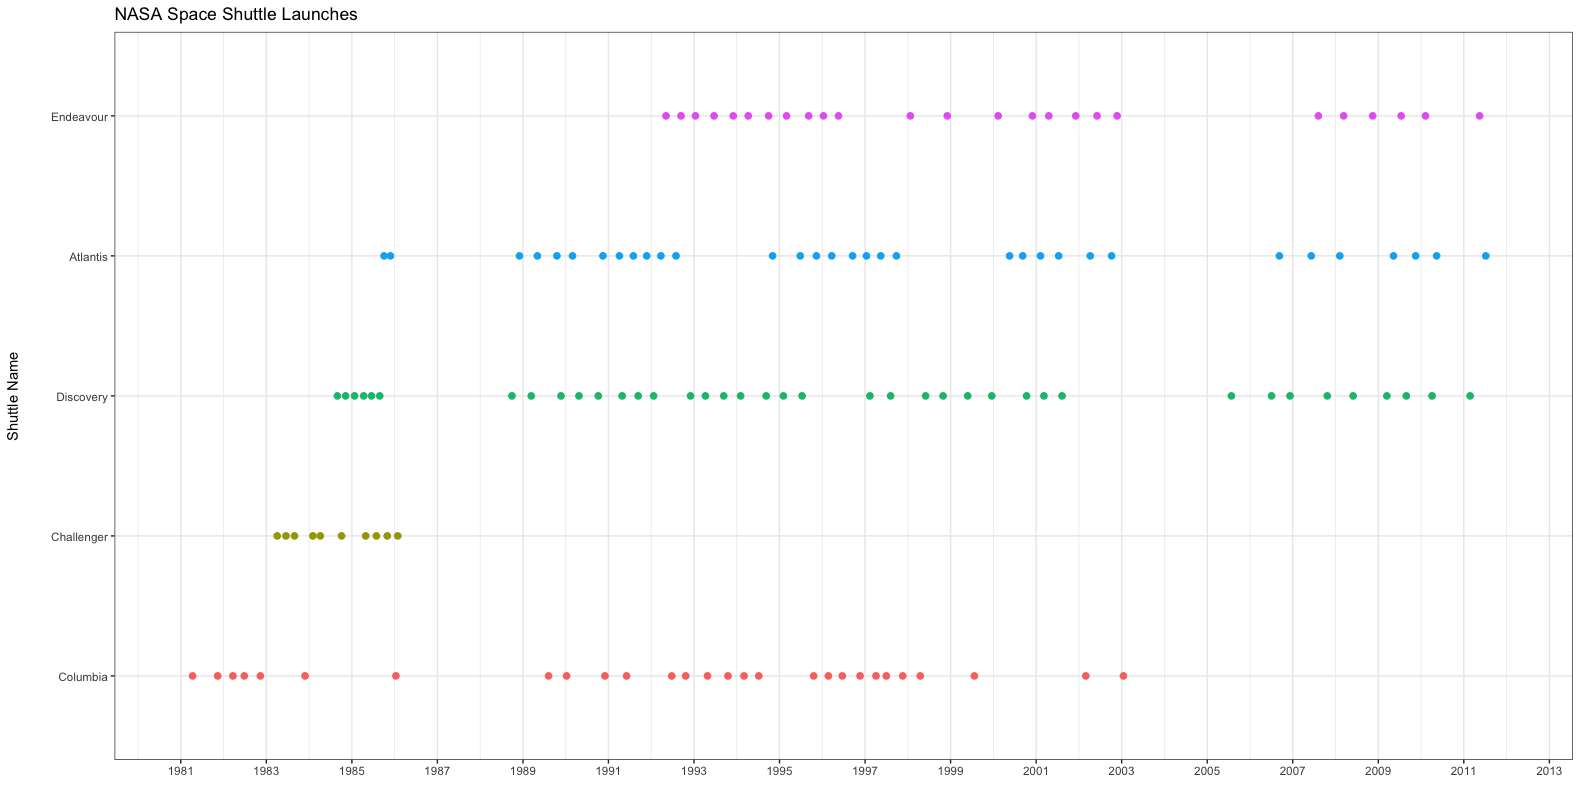 NASA Space Shuttle Launches
Shuttle Name
Endeavour
Atlantis
Discovery
Challenger
Columbia
1981 1983 1985 1987 1989 1991 1993 1995 1997 1999 2001 2003 2005 2007 2009 2011 2013